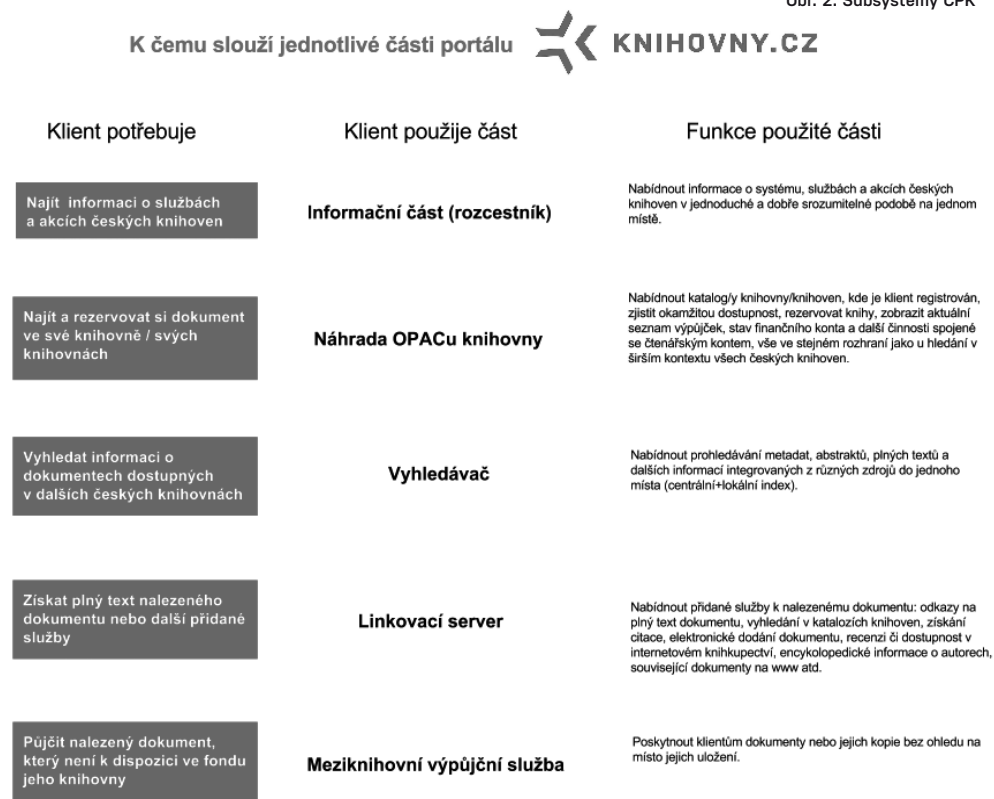 Obr. 2. Subsystémy CPK
K čemu slouží jednotlivé části portálu KNIHOVNY.CZ
Klient potřebuje
Klient použije část
Funkce použité části
Najít informaci o službách
a akcích českých knihoven
Informační část (rozcestník)
Nabídnout informace o systému, službách a akcích českých
knihoven v jednoduché a dobře srozumitelné podobě na jednom
místě.
Najít a rezervovat si dokument
ve své knihovně / svých
knihovnách
Náhrada OPACu knihovny
Nabídnout katalog/y knihovny/knihoven, kde je klient registrován,
zjistit okamžitou dostupnost, rezervovat knihy, zobrazit aktuální
seznam výpůjček, stav finančního konta a další činnosti spojené
se čtenářským kontem, vše ve stejném rozhraní jako u hledání v
širším kontextu všech českých knihoven.
Vyhledat informaci o
dokumentech dostupných
v dalších českých knihovnách
Vyhledávač
Nabídnout prohledávání metadat, abstraktů, plných textů a
dalších informací integrovaných z různých zdrojů do jednoho
místa (centrální+lokální index).
Získat plný text nalezeného
dokumentu nebo další přidané
služby
Linkovací server
Nabídnout přidané služby k nalezenému dokumentu: odkazy na
plný text dokumentu, vyhledání v katalozích knihoven, získání
citace, elektronické dodání dokumentu, recenzi či dostupnost v
internetovém knihkupectví, encykolopedické informace o autorech,
související dokumenty na www atd.
Půjčit nalezený dokument,
který není k dispozici ve fondu
jeho knihovny
Meziknihovní výpůjční služba
Poskytnout klientům dokumenty nebo jejich kopie bez ohledu na
místo jejich uložení.